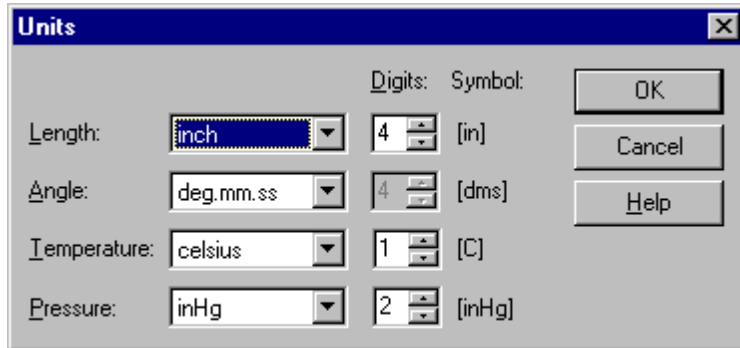 Units
Digits: Symbol:
OK
Length: inch 4 [in]
Cancel
Angle: deg.mm.ss 4 [dms]
Help
Temperature: celsius 1 [C]
Pressure: inHg 2 [inHg]